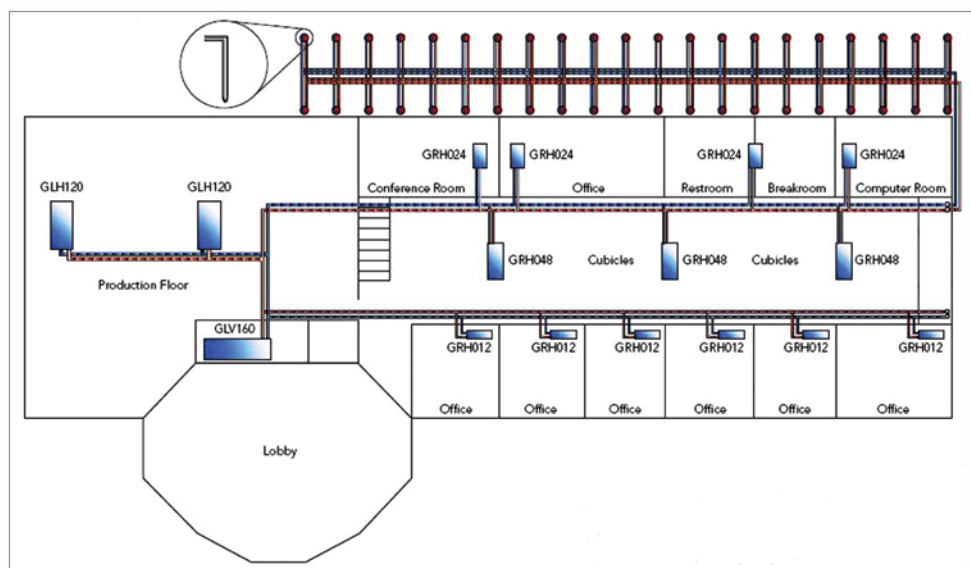 GRH024
GRH024
GRH024
GRH024
Conference Room
Office
Restroom
Breakroom
Computer Room
GLH120
GLH120
GRH048
Cubicles
GRH048
Cubicles
GRH048
Production Floor
GLV160
GRH012
GRH012
GRH012
GRH012
GRH012
GRH012
Office
Office
Office
Office
Office
Office
Lobby